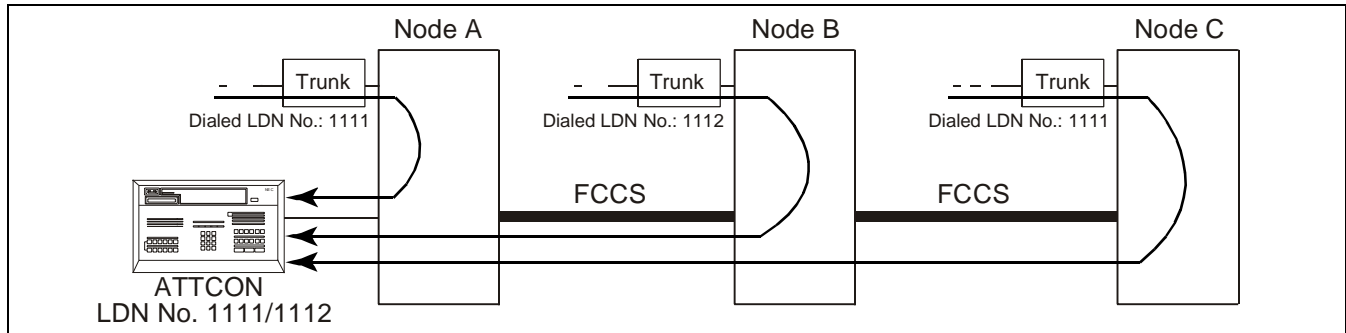 Node A
Node B
Node C
Trunk
Trunk
Trunk
Dialed LDN No.: 1111
Dialed LDN No.: 1112
Dialed LDN No.: 1111
FCCS
FCCS
NEC
ATTCON
LDN No. 1111/1112